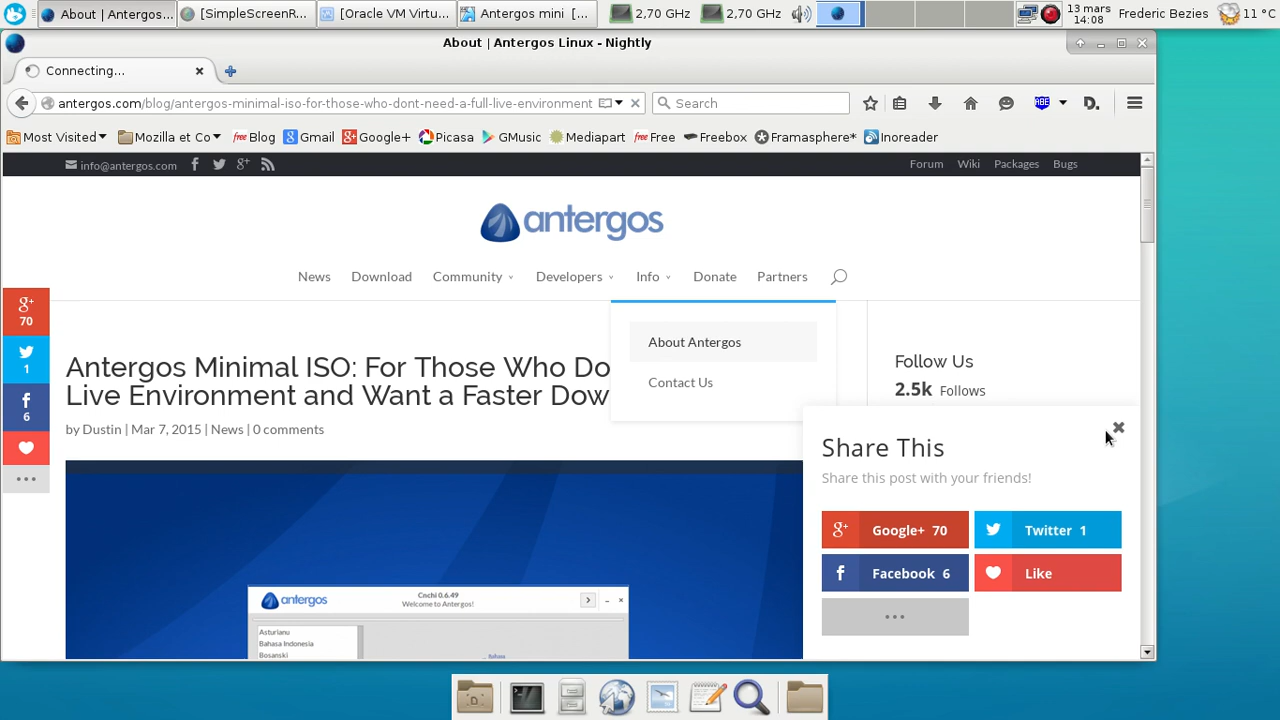 About | Antergos...
[SimpleScreenR...
[Oracle VM Virtu...
Antergos mini [...
2,70 GHz
2,70 GHz
13 mars
14:08
Frederic Bezies
11 °C
About | Antergos Linux - Nightly
Connecting...
antergos.com/blog/antergos-minimal-iso-for-those-who-dont-need-a-full-live-environment
Search
ABE
D.
Most Visited
Mozilla et Co
free Blog
Gmail
Google+
Picasa
GMusic
Mediapart
free Free
Freebox
Framasphere*
Inoreader
info@antergos.com
Forum Wiki Packages Bugs
antergos
News Download Community Developers Info Donate Partners
g+
70
1
6
About Antergos
Contact Us
Antergos Minimal ISO: For Those Who Do
Live Environment and Want a Faster Dow
by Dustin | Mar 7, 2015 | News | 0 comments
Follow Us
2.5k Follows
Share This
Share this post with your friends!
Google+ 70
Twitter 1
Facebook 6
Like
antergos
Cnchi 0.6.49
Welcome to Antergos!
Asturianu
Bahasa Indonesia
Bosanski